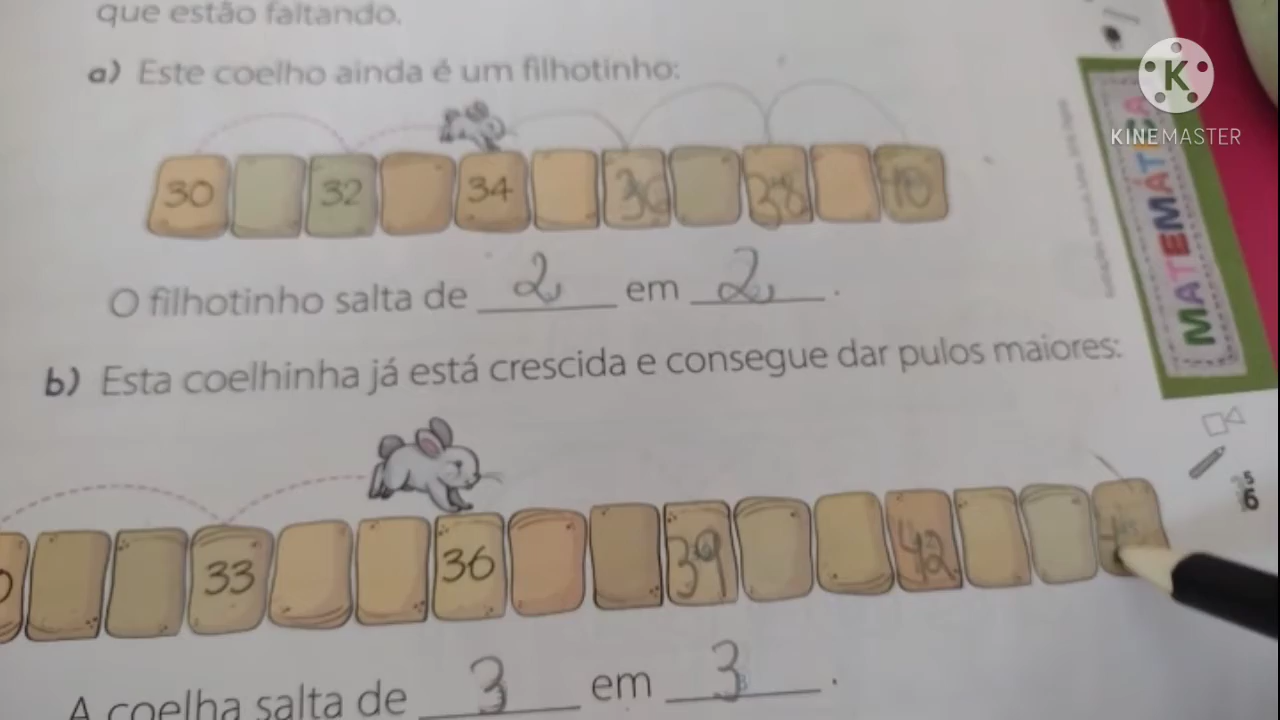 que estão faltando.
a) Este coelho ainda é um filhotinho:
30 32 34 36 38 40
O filhotinho salta de 2 em 2.
b) Esta coelhinha já está crescida e consegue dar pulos maiores:
33 36 39 42
A coelha salta de 3 em 3.
MATEMÁTICA
K
KINEMASTER